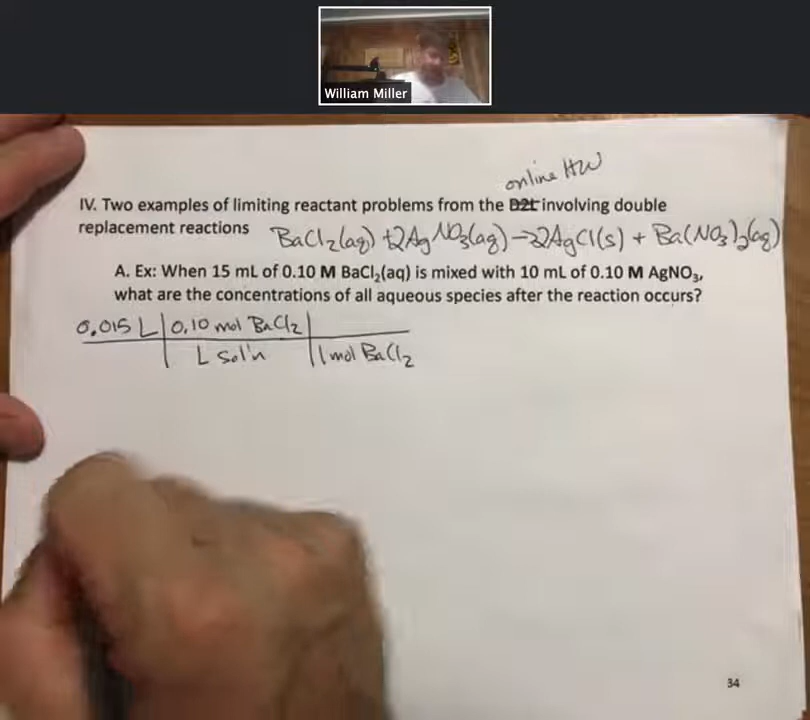 William Miller
online HW
IV. Two examples of limiting reactant problems from the D2L involving double
replacement reactions BaCl₂(aq) + 2AgNO₃(aq) → 2AgCl(s) + Ba(NO₃)₂(aq)
A. Ex: When 15 mL of 0.10 M BaCl₂(aq) is mixed with 10 mL of 0.10 M AgNO₃,
what are the concentrations of all aqueous species after the reaction occurs?
0.015 L | 0.10 mol BaCl₂ |
L sol'n | 1 mol BaCl₂
34